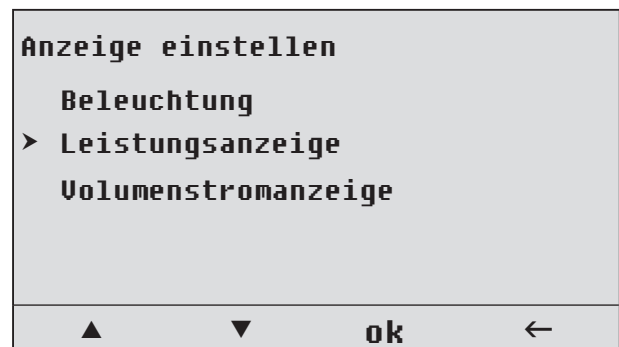 Anzeige einstellen
Beleuchtung
➤ Leistungsanzeige
Volumenstromanzeige
▲ ▼ ok ←